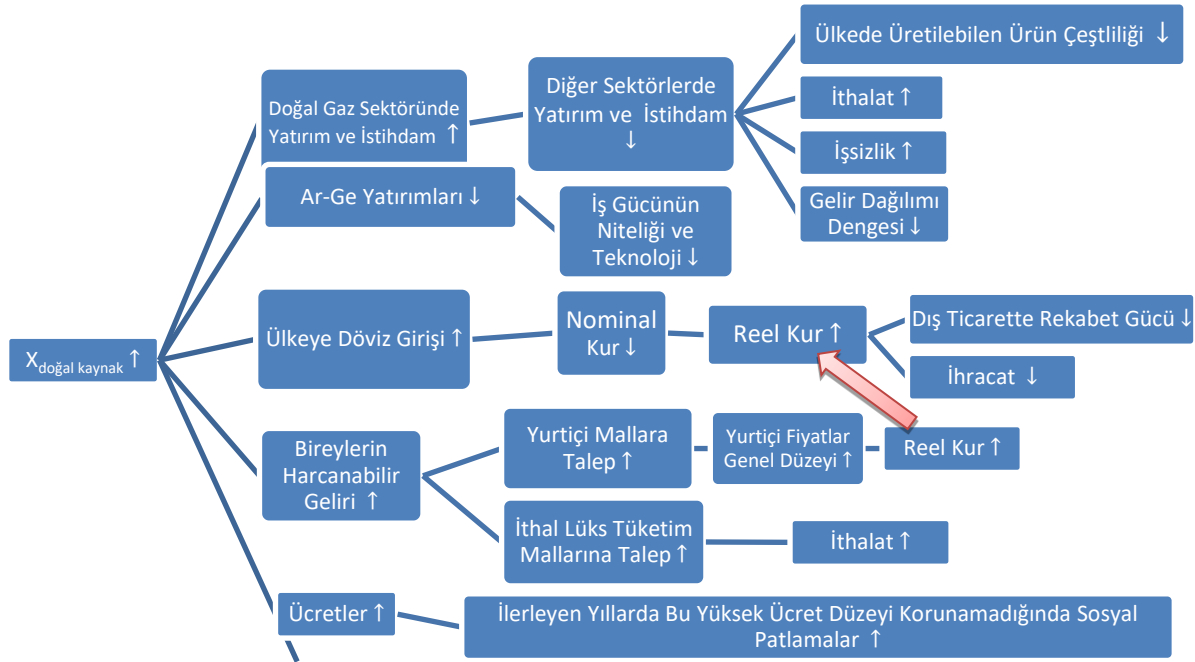 X doğal kaynak ↑
Doğal Gaz Sektöründe
Yatırım ve İstihdam ↑
Diğer Sektörlerde
Yatırım ve İstihdam
↓
Ülkede Üretilebilen Ürün Çeştliliği ↓
İthalat ↑
İşsizlik ↑
Gelir Dağılımı
Dengesi ↓
Ar-Ge Yatırımları ↓
İş Gücünün
Niteliği ve
Teknoloji ↓
Ülkeye Döviz Girişi ↑
Nominal
Kur ↓
Reel Kur ↑
Dış Ticarette Rekabet Gücü ↓
İhracat ↓
Bireylerin
Harcanabilir
Geliri ↑
Yurtiçi Mallara
Talep ↑
Yurtiçi Fiyatlar
Genel Düzeyi ↑
Reel Kur ↑
İthal Lüks Tüketim
Mallarına Talep ↑
İthalat ↑
Ücretler ↑
İlerleyen Yıllarda Bu Yüksek Ücret Düzeyi Korunamadığında Sosyal
Patlamalar ↑